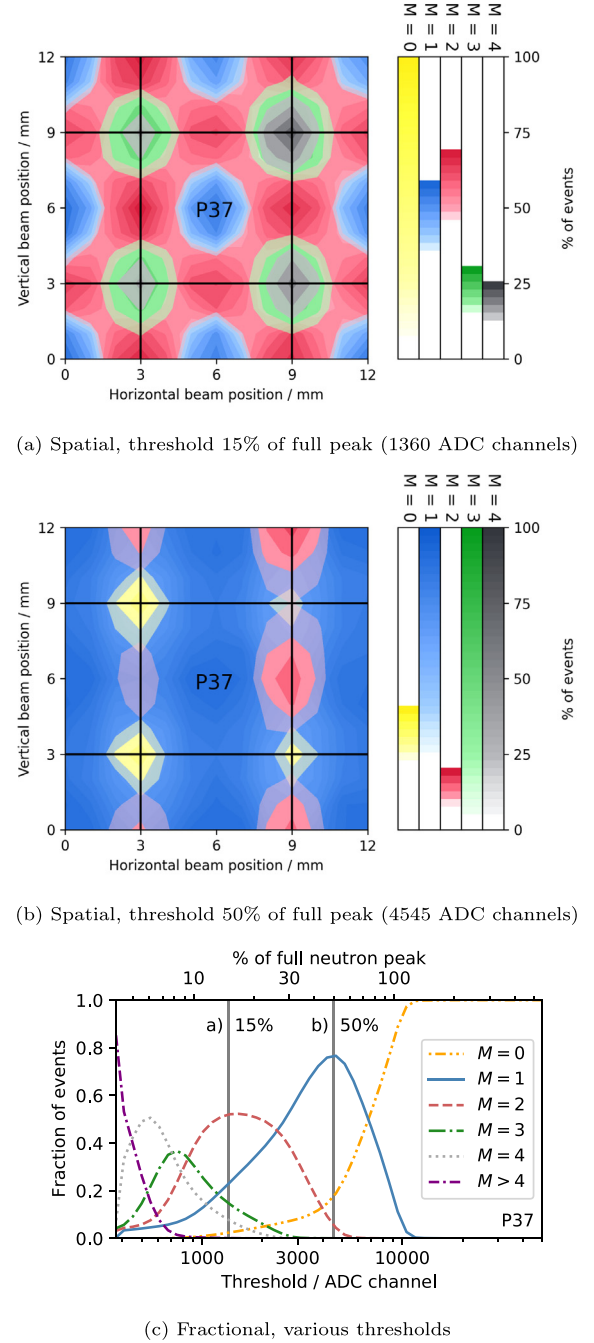 M = 0
M = 1
M = 2
M = 3
M = 4
12
9
6
3
0
Vertical beam position / mm
P37
0 3 6 9 12
Horizontal beam position / mm
100
75
50
25
0
% of events
(a) Spatial, threshold 15% of full peak (1360 ADC channels)
M = 0
M = 1
M = 2
M = 3
M = 4
12
9
6
3
0
Vertical beam position / mm
P37
0 3 6 9 12
Horizontal beam position / mm
100
75
50
25
0
% of events
(b) Spatial, threshold 50% of full peak (4545 ADC channels)
% of full neutron peak
10 30 100
1.0
0.8
0.6
0.4
0.2
0.0
Fraction of events
a) 15% b) 50%
M = 0
M = 1
M = 2
M = 3
M = 4
M > 4
P37
1000 3000 10000
Threshold / ADC channel
(c) Fractional, various thresholds